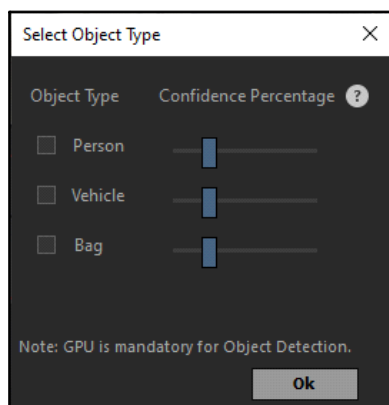 Select Object Type
Object Type Confidence Percentage ?
Person
Vehicle
Bag
Note: GPU is mandatory for Object Detection.
Ok